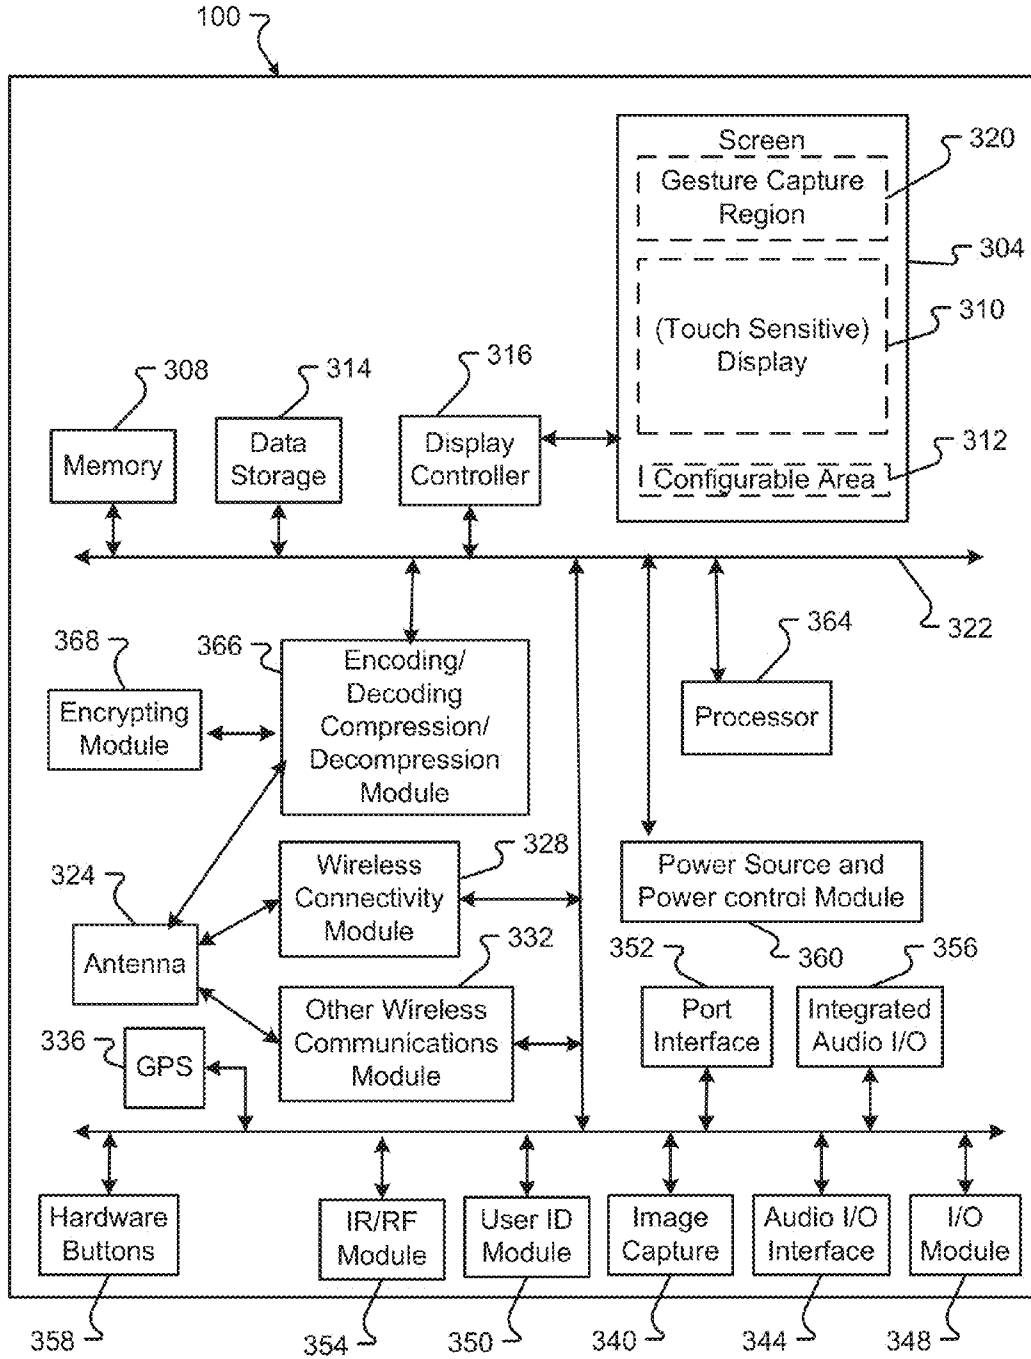 100
Screen
320
Gesture Capture
Region
304
310
(Touch Sensitive)
Display
308
314
316
Memory
Data
Storage
Display
Controller
312
Configurable Area
322
368
366
364
Encrypting
Module
Encoding/
Decoding
Compression/
Decompression
Module
Processor
324
328
Antenna
Wireless
Connectivity
Module
Power Source and
Power control Module
332
352
360
356
336
GPS
Other Wireless
Communications
Module
Port
Interface
Integrated
Audio I/O
Hardware
Buttons
IR/RF
Module
User ID
Module
Image
Capture
Audio I/O
Interface
I/O
Module
358
354
350
340
344
348